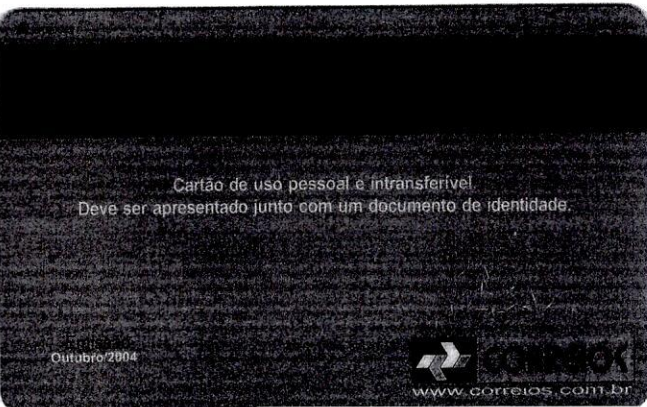 Cartão de uso pessoal e intransferível.
Deve ser apresentado junto com um documento de identidade.
Outubro/2004
CORREIOS
www.correios.com.br